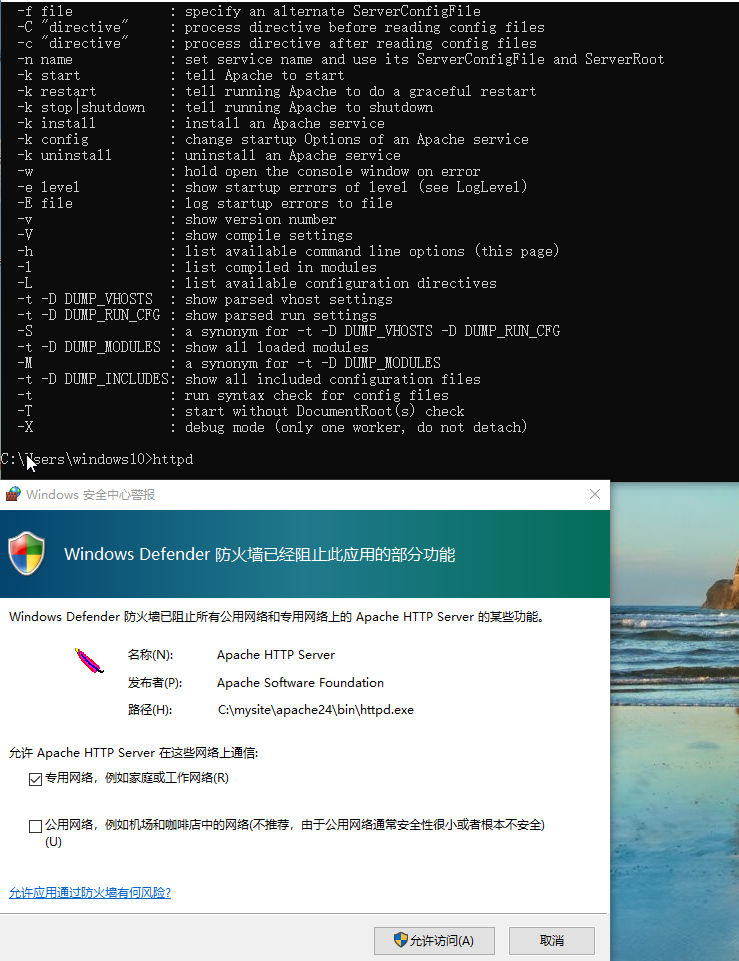 -f file : specify an alternate ServerConfigFile
-C "directive" : process directive before reading config files
-c "directive" : process directive after reading config files
-n name : set service name and use its ServerConfigFile and ServerRoot
-k start : tell Apache to start
-k restart : tell running Apache to do a graceful restart
-k stop|shutdown : tell running Apache to shutdown
-k install : install an Apache service
-k config : change startup Options of an Apache service
-k uninstall : uninstall an Apache service
-w : hold open the console window on error
-e level : show startup errors of level (see LogLevel)
-E file : log startup errors to file
-v : show version number
-V : show compile settings
-h : list available command line options (this page)
-l : list compiled in modules
-L : list available configuration directives
-t -D DUMP_VHOSTS : show parsed vhost settings
-t -D DUMP_RUN_CFG : show parsed run settings
-S : a synonym for -t -D DUMP_VHOSTS -D DUMP_RUN_CFG
-t -D DUMP_MODULES : show all loaded modules
-M : a synonym for -t -D DUMP_MODULES
-t -D DUMP_INCLUDES: show all included configuration files
-t : run syntax check for config files
-T : start without DocumentRoot(s) check
-X : debug mode (only one worker, do not detach)
C:\Users\windows10>httpd
Windows 安全中心警报
Windows Defender 防火墙已经阻止此应用的部分功能
Windows Defender 防火墙已阻止所有公用网络和专用网络上的 Apache HTTP Server 的某些功能。
名称(N): Apache HTTP Server
发布者(P): Apache Software Foundation
路径(H): C:\mysite\apache24\bin\httpd.exe
允许 Apache HTTP Server 在这些网络上通信:
专用网络，例如家庭或工作网络(R)
公用网络，例如机场和咖啡店中的网络(不推荐，由于公用网络通常安全性很小或者根本不安全)
(U)
允许应用通过防火墙有何风险?
允许访问(A) 取消